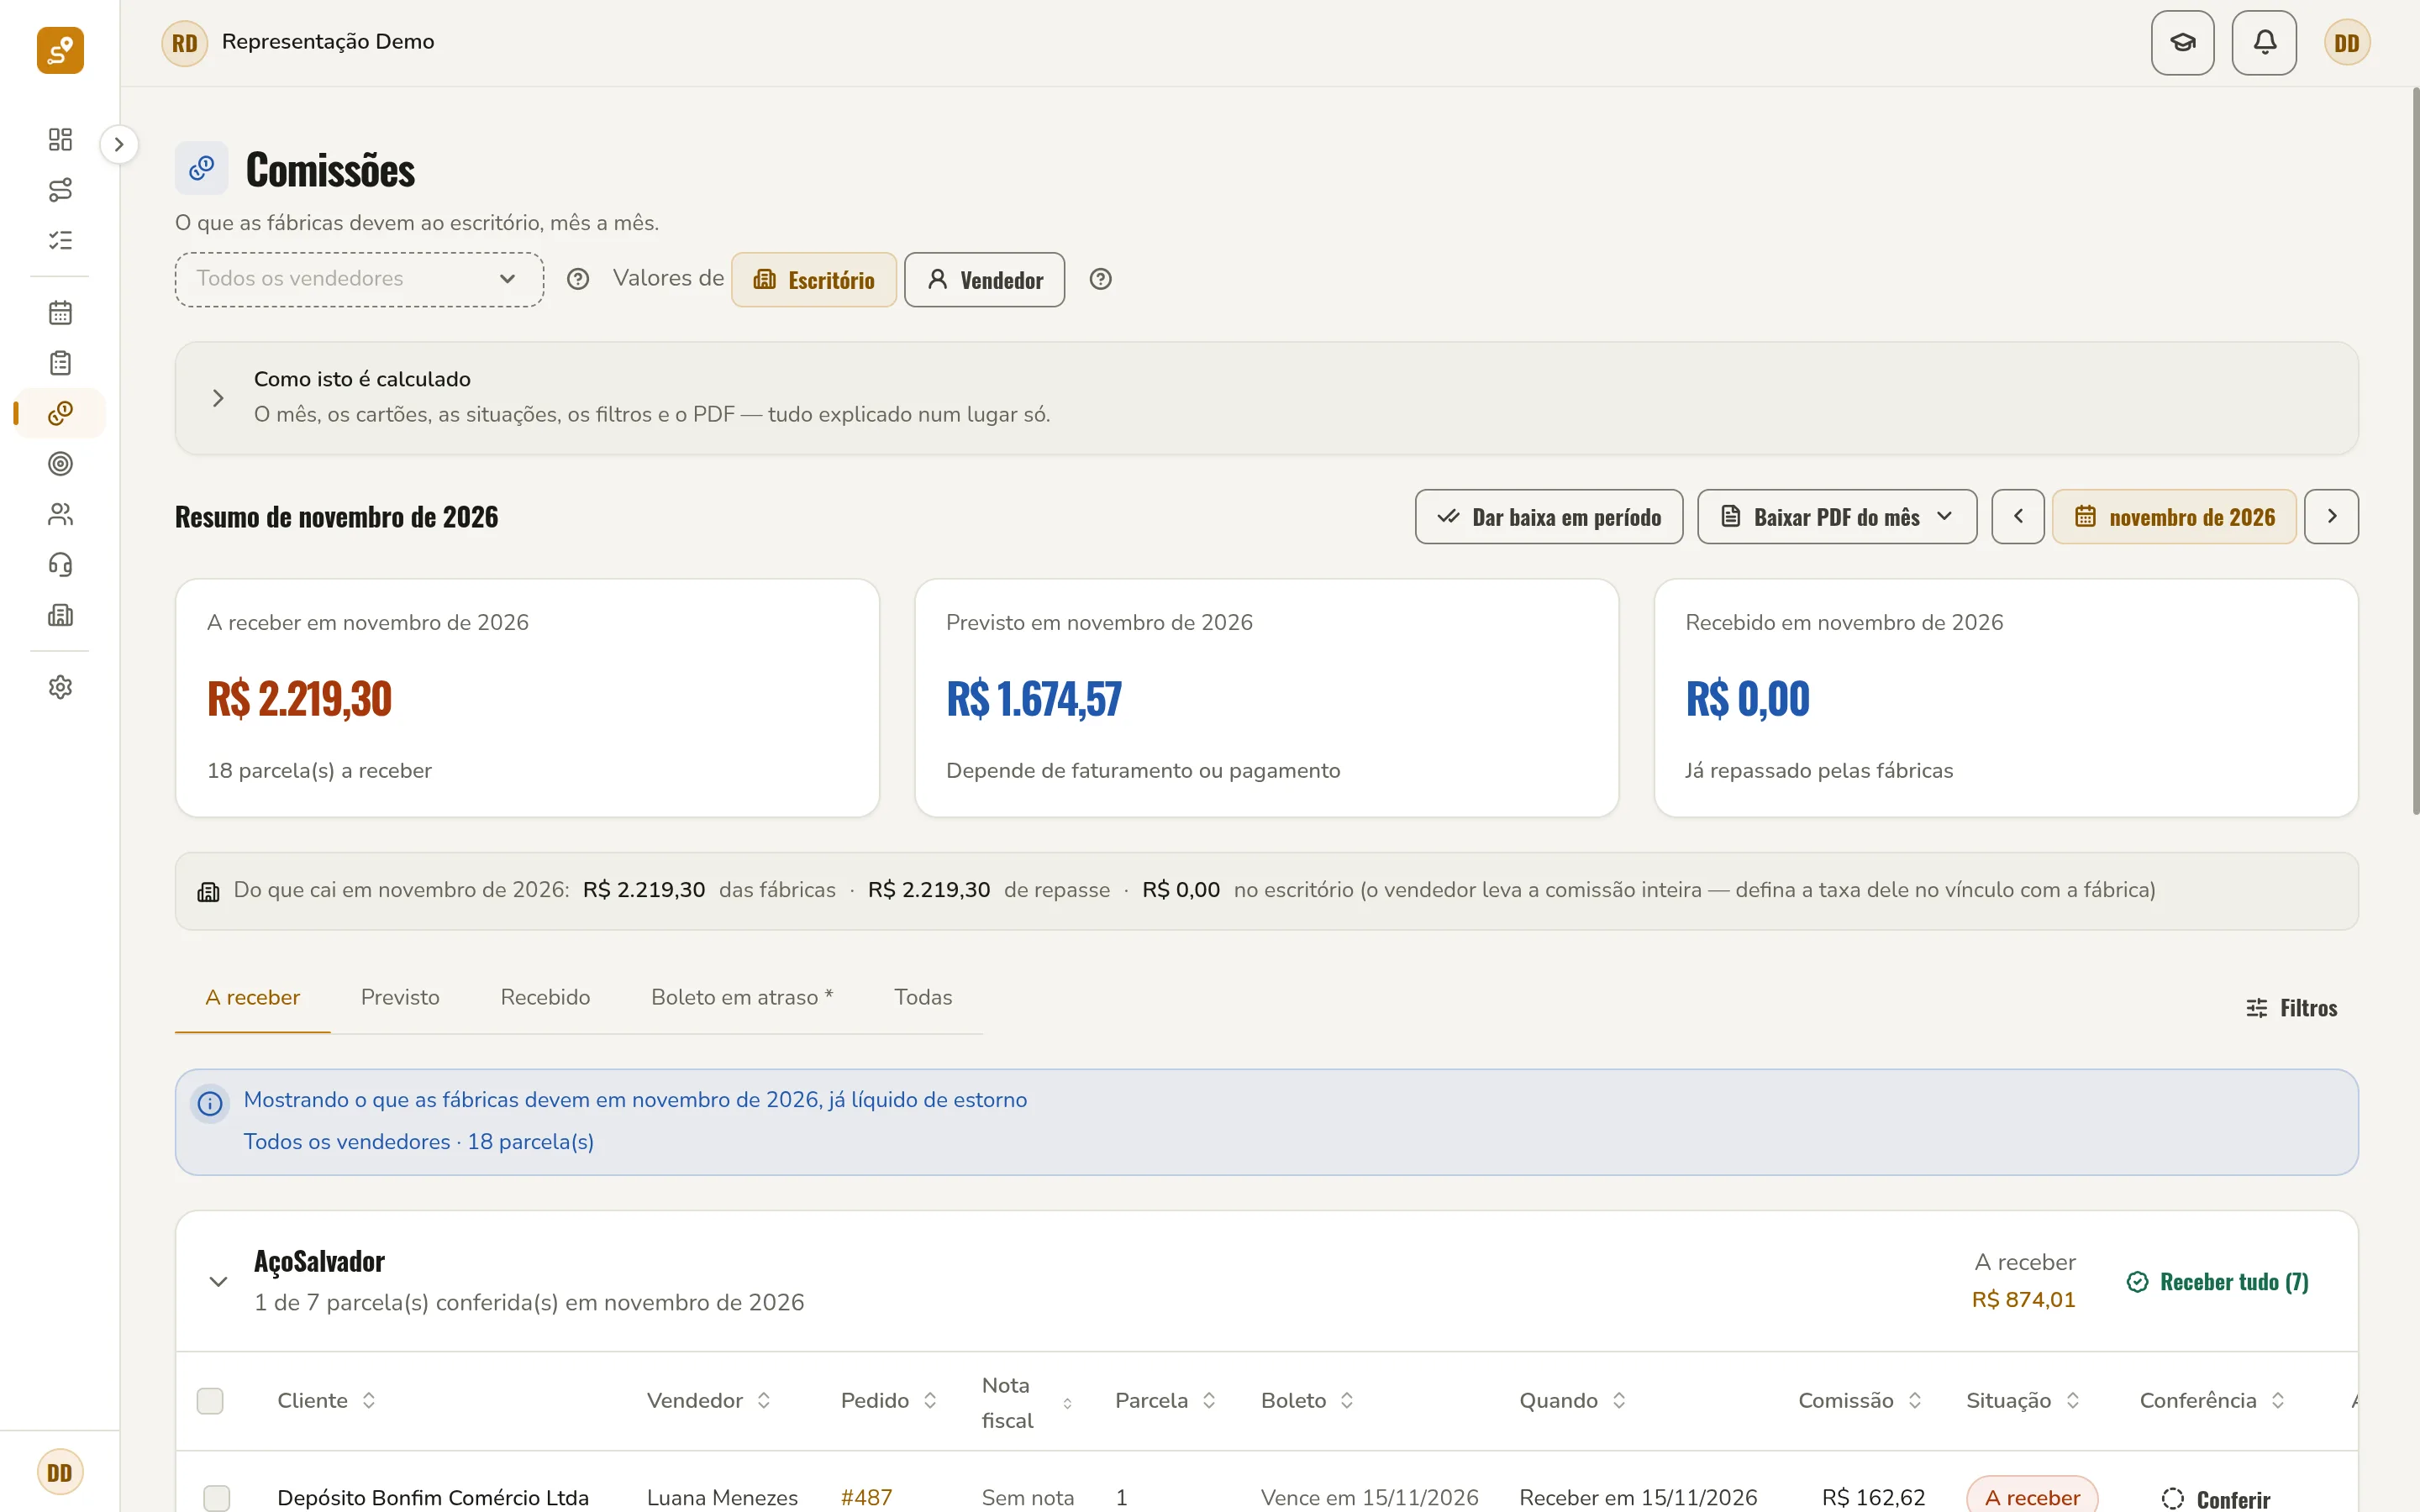 RD Representação Demo
DD
Comissões
O que as fábricas devem ao escritório, mês a mês.
Todos os vendedores
Valores de
Escritório
Vendedor
Como isto é calculado
O mês, os cartões, as situações, os filtros e o PDF — tudo explicado num lugar só.
Resumo de novembro de 2026
Dar baixa em período
Baixar PDF do mês
novembro de 2026
A receber em novembro de 2026
R$ 2.219,30
18 parcela(s) a receber
Previsto em novembro de 2026
R$ 1.674,57
Depende de faturamento ou pagamento
Recebido em novembro de 2026
R$ 0,00
Já repassado pelas fábricas
Do que cai em novembro de 2026: R$ 2.219,30 das fábricas · R$ 2.219,30 de repasse · R$ 0,00 no escritório (o vendedor leva a comissão inteira — defina a taxa dele no vínculo com a fábrica)
A receber
Previsto
Recebido
Boleto em atraso *
Todas
Filtros
Mostrando o que as fábricas devem em novembro de 2026, já líquido de estorno
Todos os vendedores · 18 parcela(s)
AçoSalvador
1 de 7 parcela(s) conferida(s) em novembro de 2026
A receber
R$ 874,01
Receber tudo (7)
Cliente
Vendedor
Pedido
Nota fiscal
Parcela
Boleto
Quando
Comissão
Situação
Conferência
Depósito Bonfim Comércio Ltda
Luana Menezes
#487
Sem nota
1
Vence em 15/11/2026
Receber em 15/11/2026
R$ 162,62
A receber
Conferir
DD